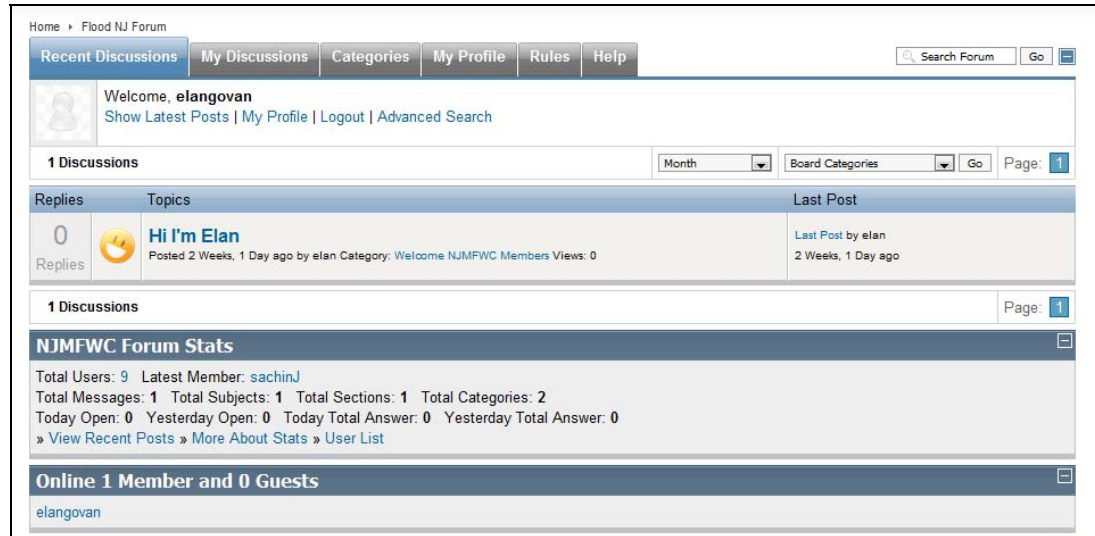 Home ▸ Flood NJ Forum
Recent Discussions My Discussions Categories My Profile Rules Help Search Forum Go
Welcome, elangovan
Show Latest Posts | My Profile | Logout | Advanced Search
1 Discussions Month Board Categories Go Page: 1
Replies Topics Last Post
0 Replies
Hi I'm Elan
Posted 2 Weeks, 1 Day ago by elan Category: Welcome NJMFWC Members Views: 0
Last Post by elan
2 Weeks, 1 Day ago
1 Discussions Page: 1
NJMFWC Forum Stats
Total Users: 9 Latest Member: sachinJ
Total Messages: 1 Total Subjects: 1 Total Sections: 1 Total Categories: 2
Today Open: 0 Yesterday Open: 0 Today Total Answer: 0 Yesterday Total Answer: 0
» View Recent Posts » More About Stats » User List
Online 1 Member and 0 Guests
elangovan